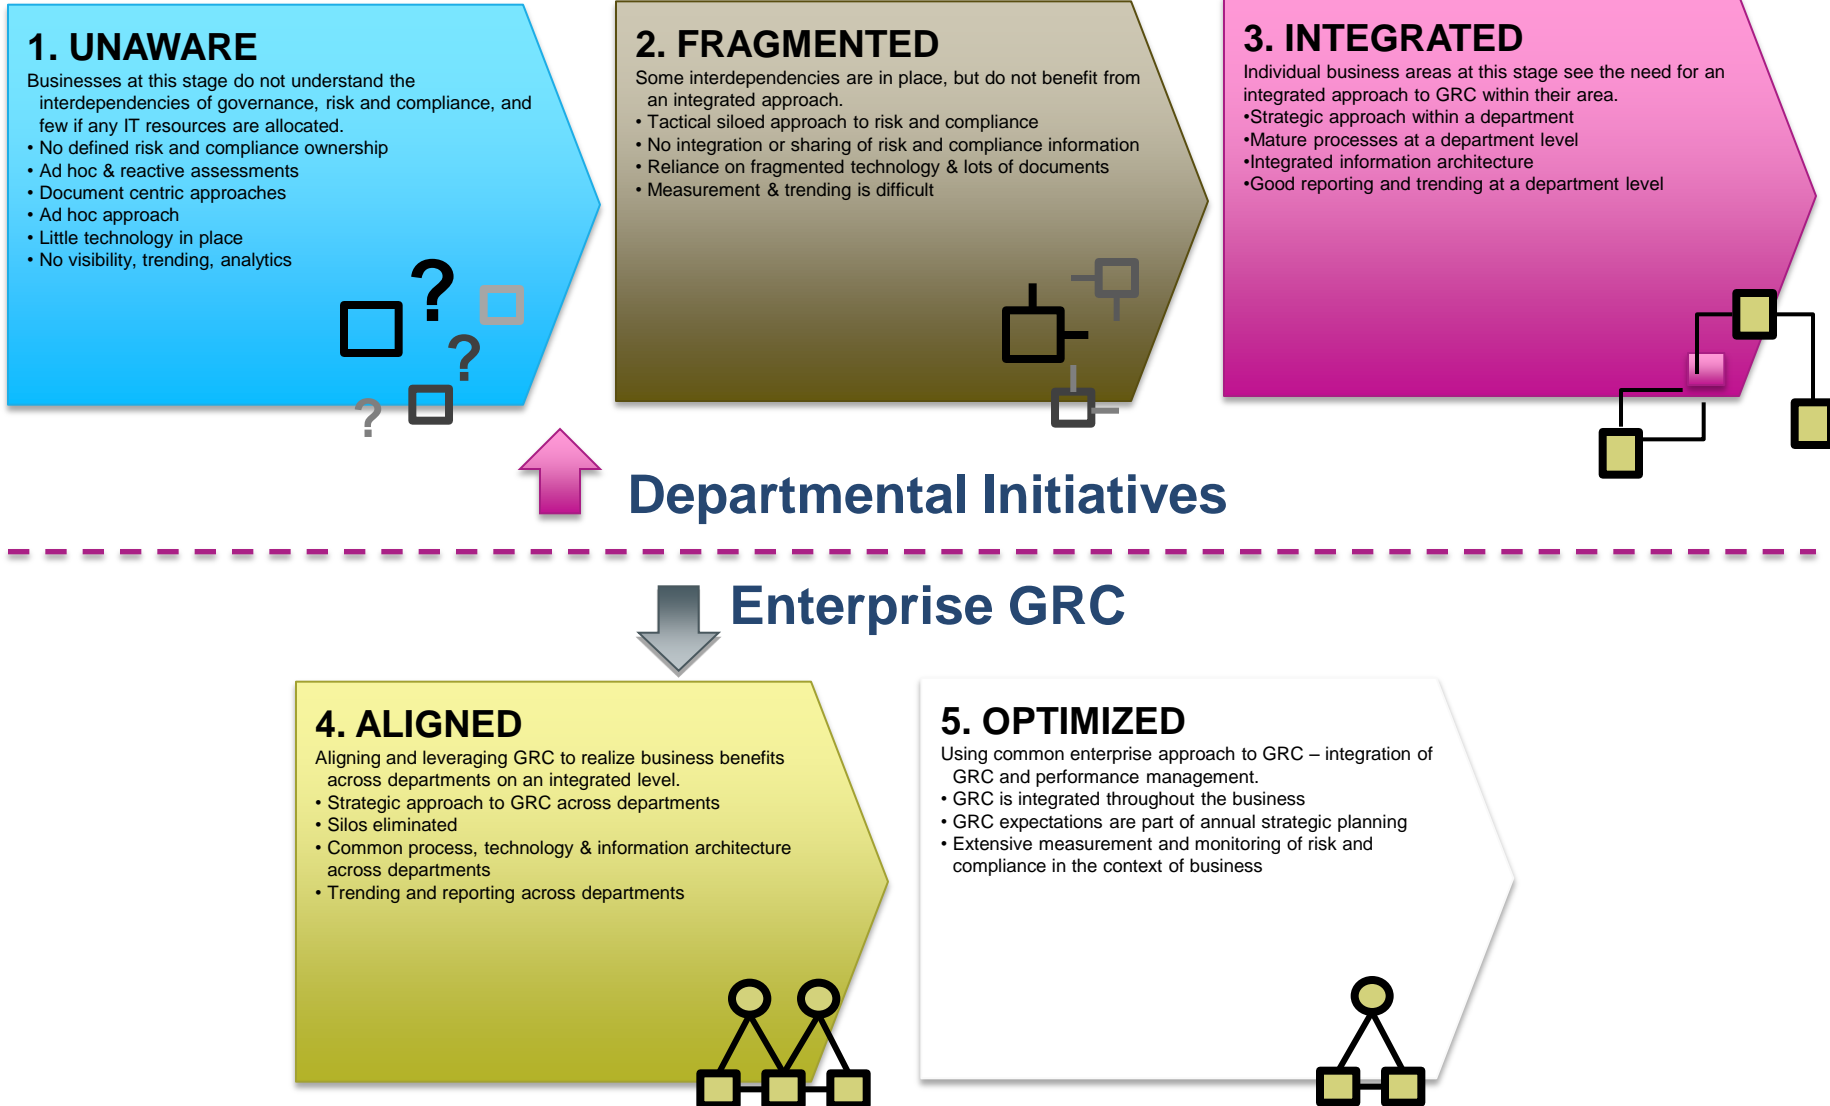 1. UNAWARE
Businesses at this stage do not understand the
interdependencies of governance, risk and compliance, and
few if any IT resources are allocated.
• No defined risk and compliance ownership
• Ad hoc & reactive assessments
• Document centric approaches
• Ad hoc approach
• Little technology in place
• No visibility, trending, analytics
?
?
?
2. FRAGMENTED
Some interdependencies are in place, but do not benefit from
an integrated approach.
• Tactical siloed approach to risk and compliance
• No integration or sharing of risk and compliance information
• Reliance on fragmented technology & lots of documents
• Measurement & trending is difficult
3. INTEGRATED
Individual business areas at this stage see the need for an
integrated approach to GRC within their area.
•Strategic approach within a department
•Mature processes at a department level
•Integrated information architecture
•Good reporting and trending at a department level
Departmental Initiatives
Enterprise GRC
4. ALIGNED
Aligning and leveraging GRC to realize business benefits
across departments on an integrated level.
• Strategic approach to GRC across departments
• Silos eliminated
• Common process, technology & information architecture
across departments
• Trending and reporting across departments
5. OPTIMIZED
Using common enterprise approach to GRC – integration of
GRC and performance management.
• GRC is integrated throughout the business
• GRC expectations are part of annual strategic planning
• Extensive measurement and monitoring of risk and
compliance in the context of business